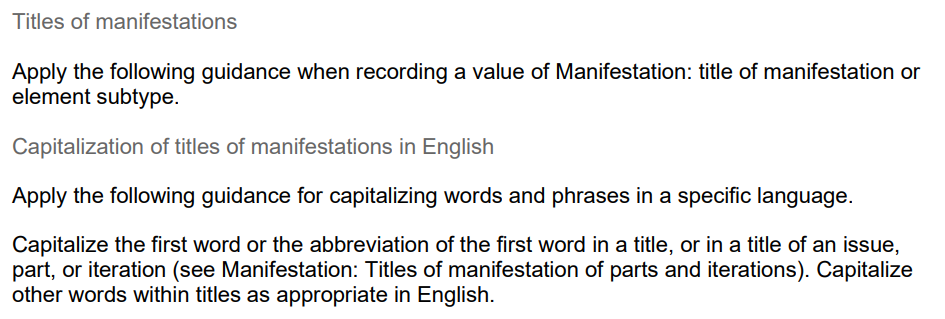 Titles of manifestations
Apply the following guidance when recording a value of Manifestation: title of manifestation or
element subtype.
Capitalization of titles of manifestations in English
Apply the following guidance for capitalizing words and phrases in a specific language.
Capitalize the first word or the abbreviation of the first word in a title, or in a title of an issue,
part, or iteration (see Manifestation: Titles of manifestation of parts and iterations). Capitalize
other words within titles as appropriate in English.